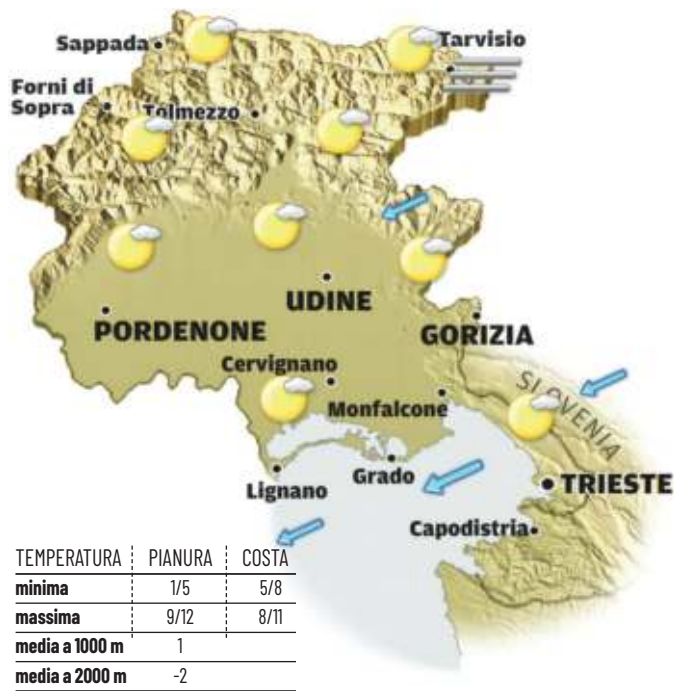 Sappada
Tarvisio
Forni di
Sopra
Tolmezzo
UDINE
PORDENONE
GORIZIA
Cervignano
SLOVENIA
Monfalcone
Grado
Lignano
TRIESTE
Capodistria
TEMPERATURA PIANURA COSTA
minima 1/5 5/8
massima 9/12 8/11
media a 1000 m 1
media a 2000 m -2